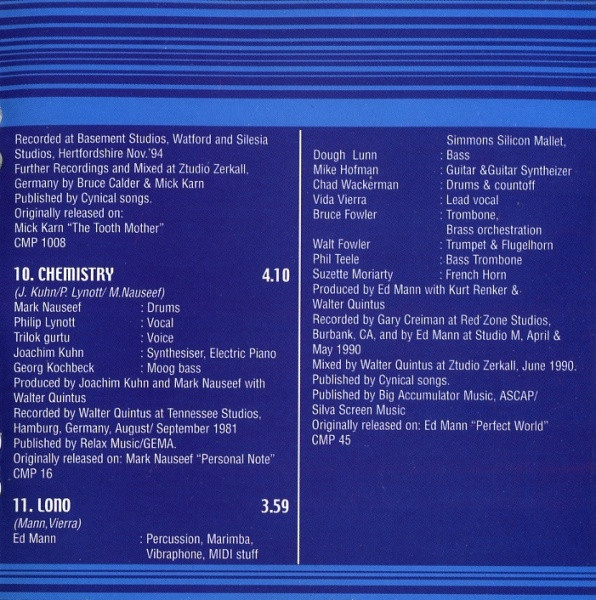 Recorded at Basement Studios, Watford and Silesia
Studios, Hertfordshire Nov.'94
Further Recordings and Mixed at Ztudio Zerkall,
Germany by Bruce Calder & Mick Karn
Published by Cynical songs.
Originally released on:
Mick Karn "The Tooth Mother"
CMP 1008
10. CHEMISTRY 4.10
(J. Kuhn/P. Lynott/ M.Nauseef)
Mark Nauseef : Drums
Philip Lynott : Vocal
Trilok gurtu : Voice
Joachim Kuhn : Synthesiser, Electric Piano
Georg Kochbeck : Moog bass
Produced by Joachim Kuhn and Mark Nauseef with
Walter Quintus
Recorded by Walter Quintus at Tennessee Studios,
Hamburg, Germany, August/ September 1981
Published by Relax Music/GEMA.
Originally released on: Mark Nauseef "Personal Note"
CMP 16
11. LONO 3.59
(Mann,Vierra)
Ed Mann : Percussion, Marimba,
Vibraphone, MIDI stuff
Simmons Silicon Mallet,
Dough Lunn : Bass
Mike Hofman : Guitar &Guitar Syntheizer
Chad Wackerman : Drums & countoff
Vida Vierra : Lead vocal
Bruce Fowler : Trombone,
Brass orchestration
Walt Fowler : Trumpet & Flugelhorn
Phil Teele : Bass Trombone
Suzette Moriarty : French Horn
Produced by Ed Mann with Kurt Renker &
Walter Quintus
Recorded by Gary Creiman at Red Zone Studios,
Burbank, CA, and by Ed Mann at Studio M, April &
May 1990
Mixed by Walter Quintus at Ztudio Zerkall, June 1990.
Published by Cynical songs.
Published by Big Accumulator Music, ASCAP/
Silva Screen Music
Originally released on: Ed Mann "Perfect World"
CMP 45